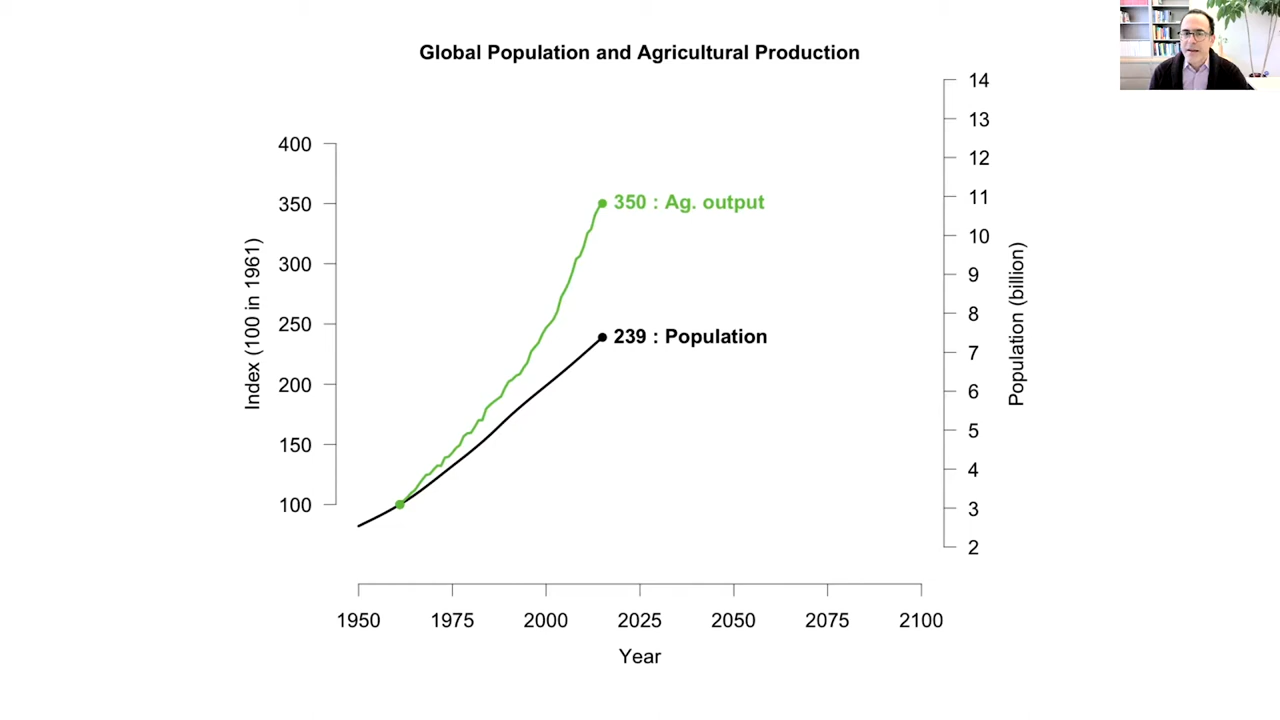 Global Population and Agricultural Production
Index (100 in 1961)
400
350
300
250
200
150
100
350 : Ag. output
239 : Population
14
13
12
11
10
9
8
7
6
5
4
3
2
Population (billion)
1950 1975 2000 2025 2050 2075 2100
Year